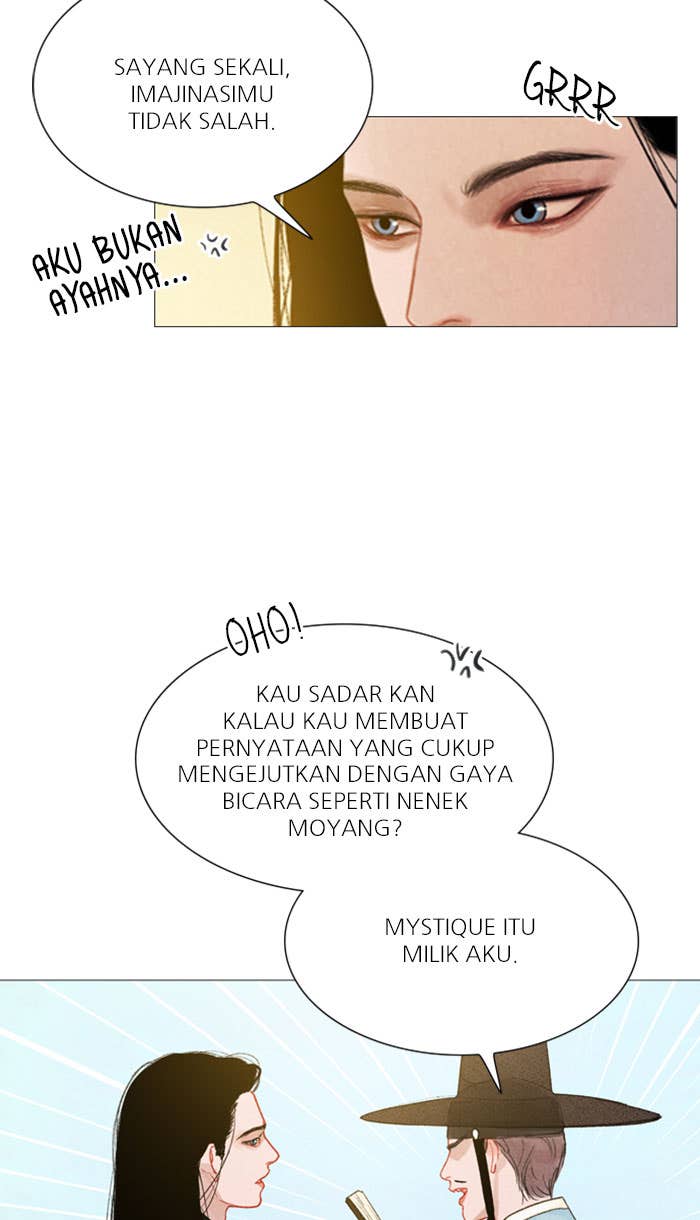 SAYANG SEKALI,
IMAJINASIMU
TIDAK SALAH.
GRRR
AKU BUKAN
AYAHNYA...
OHO!
KAU SADAR KAN
KALAU KAU MEMBUAT
PERNYATAAN YANG CUKUP
MENGEJUTKAN DENGAN GAYA
BICARA SEPERTI NENEK
MOYANG?
MYSTIQUE ITU
MILIK AKU.